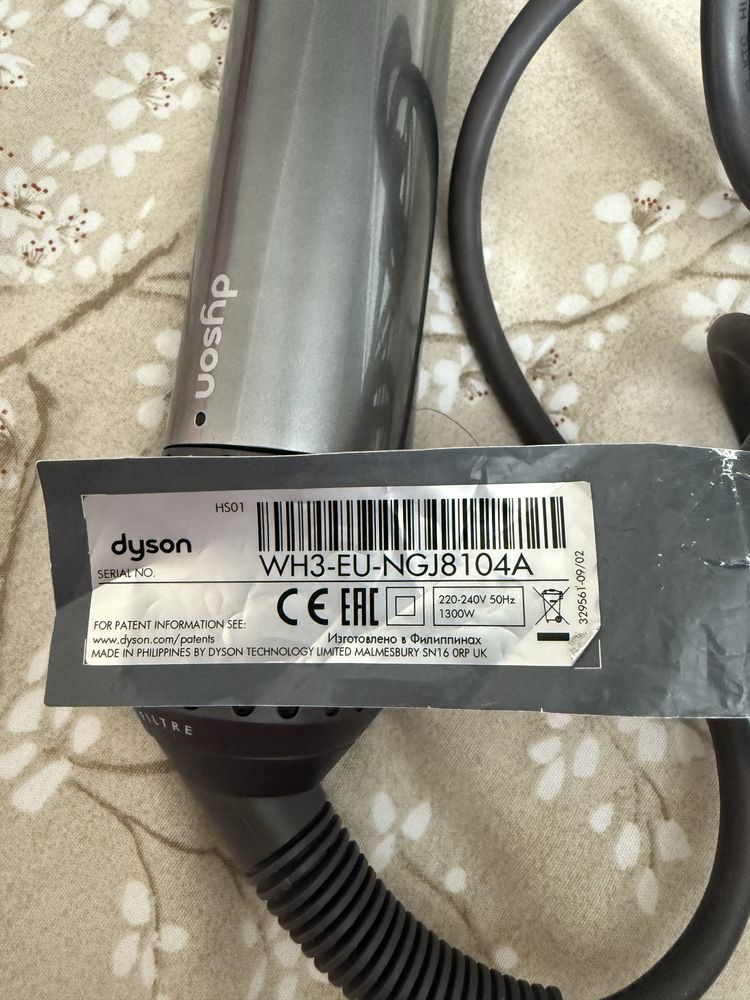 dyson
HS01
dyson
SERIAL NO.
WH3-EU-NGJ8104A
CE EAC
220-240V 50Hz
1300W
FOR PATENT INFORMATION SEE:
www.dyson.com/patents
Изготовлено в Филиппинах
MADE IN PHILIPPINES BY DYSON TECHNOLOGY LIMITED MALMESBURY SN16 0RP UK
329561-09/02
FILTRE